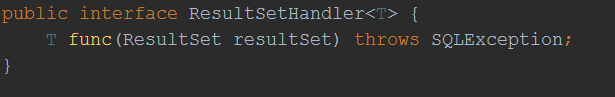 public interface ResultSetHandler<T> {
    T func(ResultSet resultSet) throws SQLException;
}